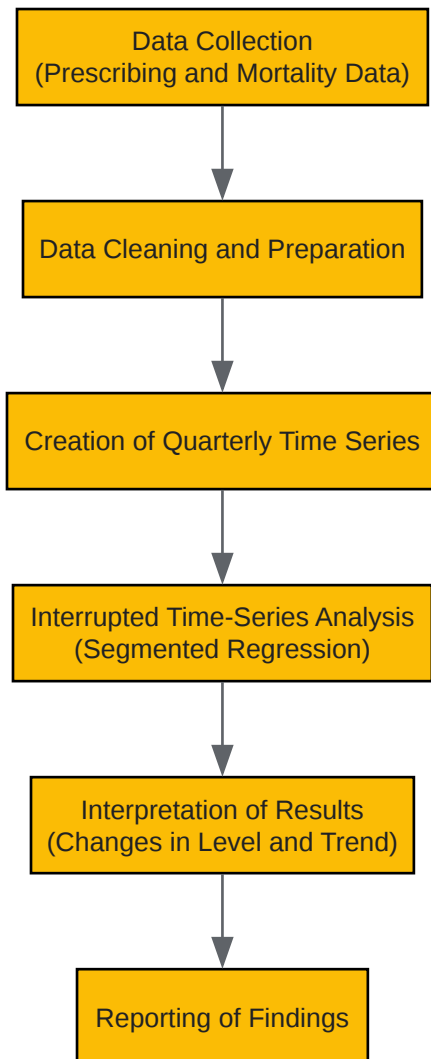 Data Collection
(Prescribing and Mortality Data)
Data Cleaning and Preparation
Creation of Quarterly Time Series
Interrupted Time-Series Analysis
(Segmented Regression)
Interpretation of Results
(Changes in Level and Trend)
Reporting of Findings